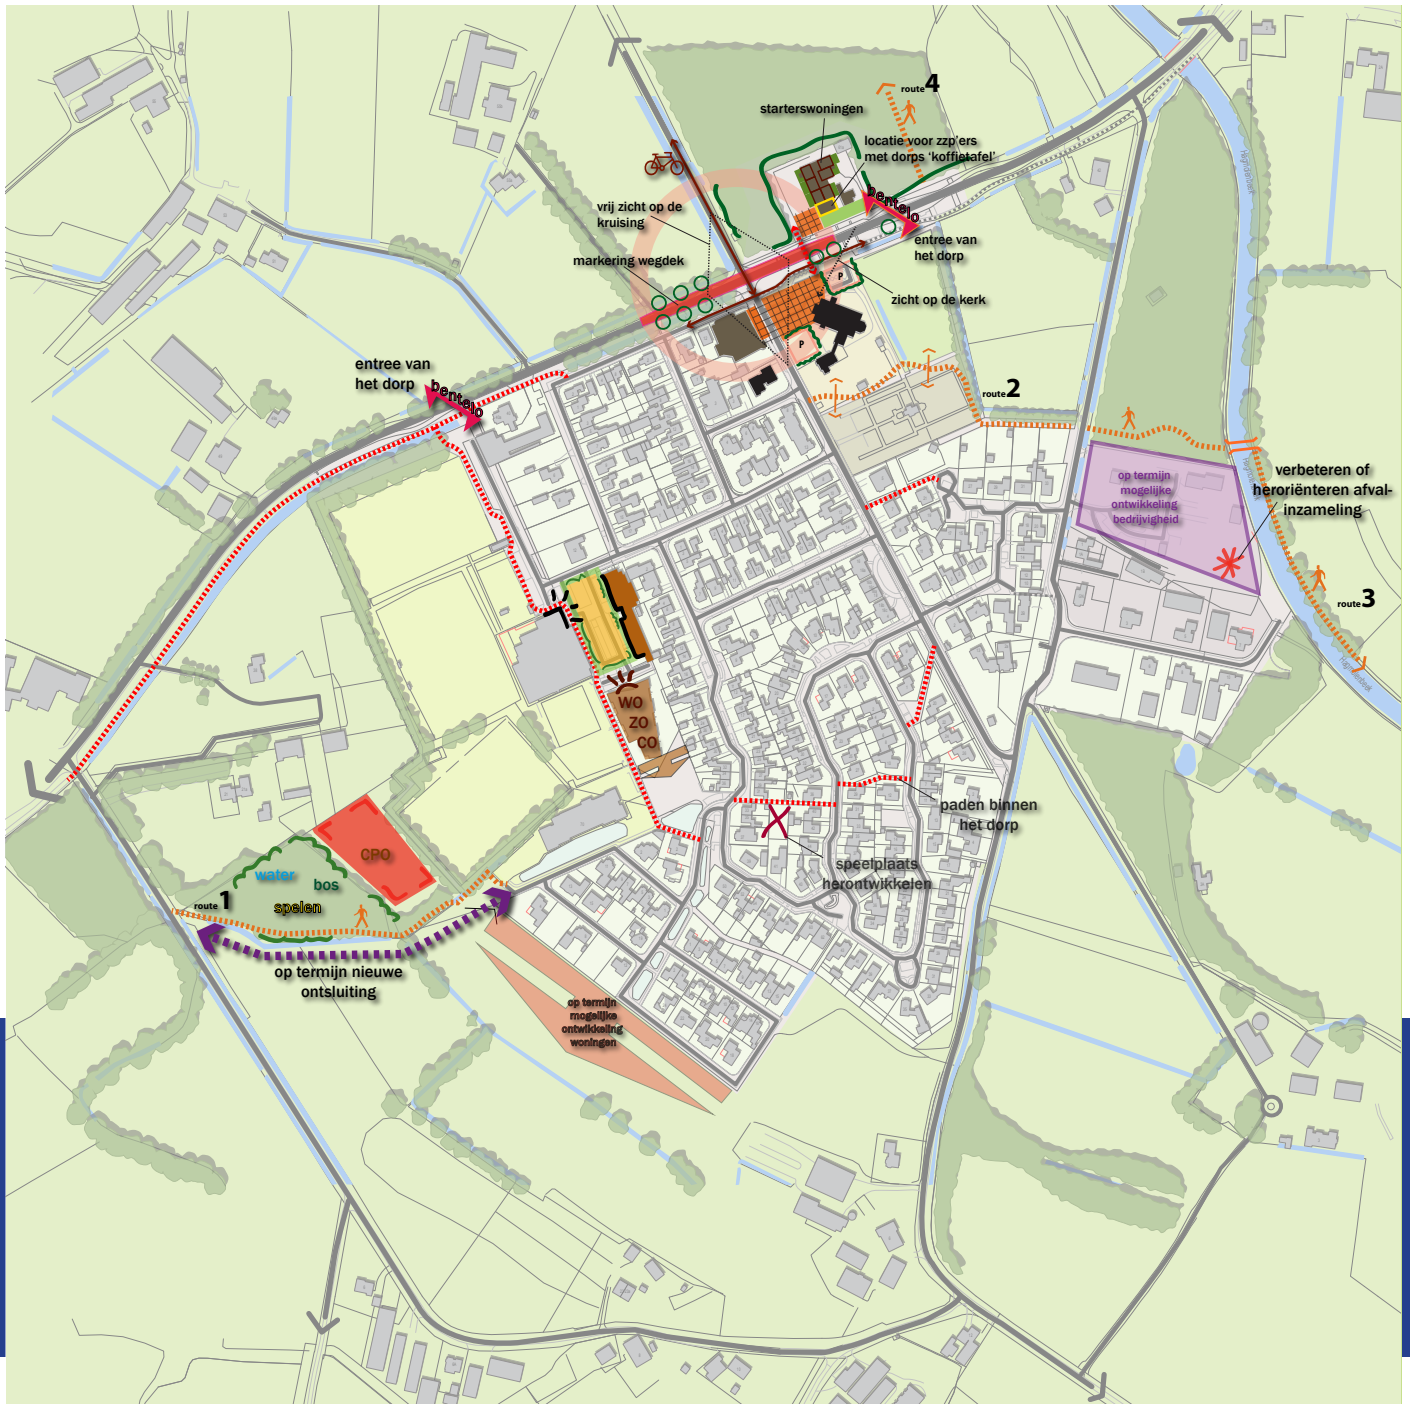 route4
starterswoningen
locatie voor zzp'ers
met dorps 'koffietafel'
vrij zicht op de
kruising
bentelo
entree van
het dorp
markering wegdek
P
zicht op de kerk
P
entree van
het dorp
bentelo
route2
op termijn
mogelijke
ontwikkeling
bedrijvigheid
verbeteren of
heroriënteren afval-
inzameling
route3
WO
ZO
CO
paden binnen
het dorp
speelplaats
herontwikkelen
CPO
water
bos
spelen
route1
op termijn nieuwe
ontsluiting
op termijn
mogelijke
ontwikkeling
woningen